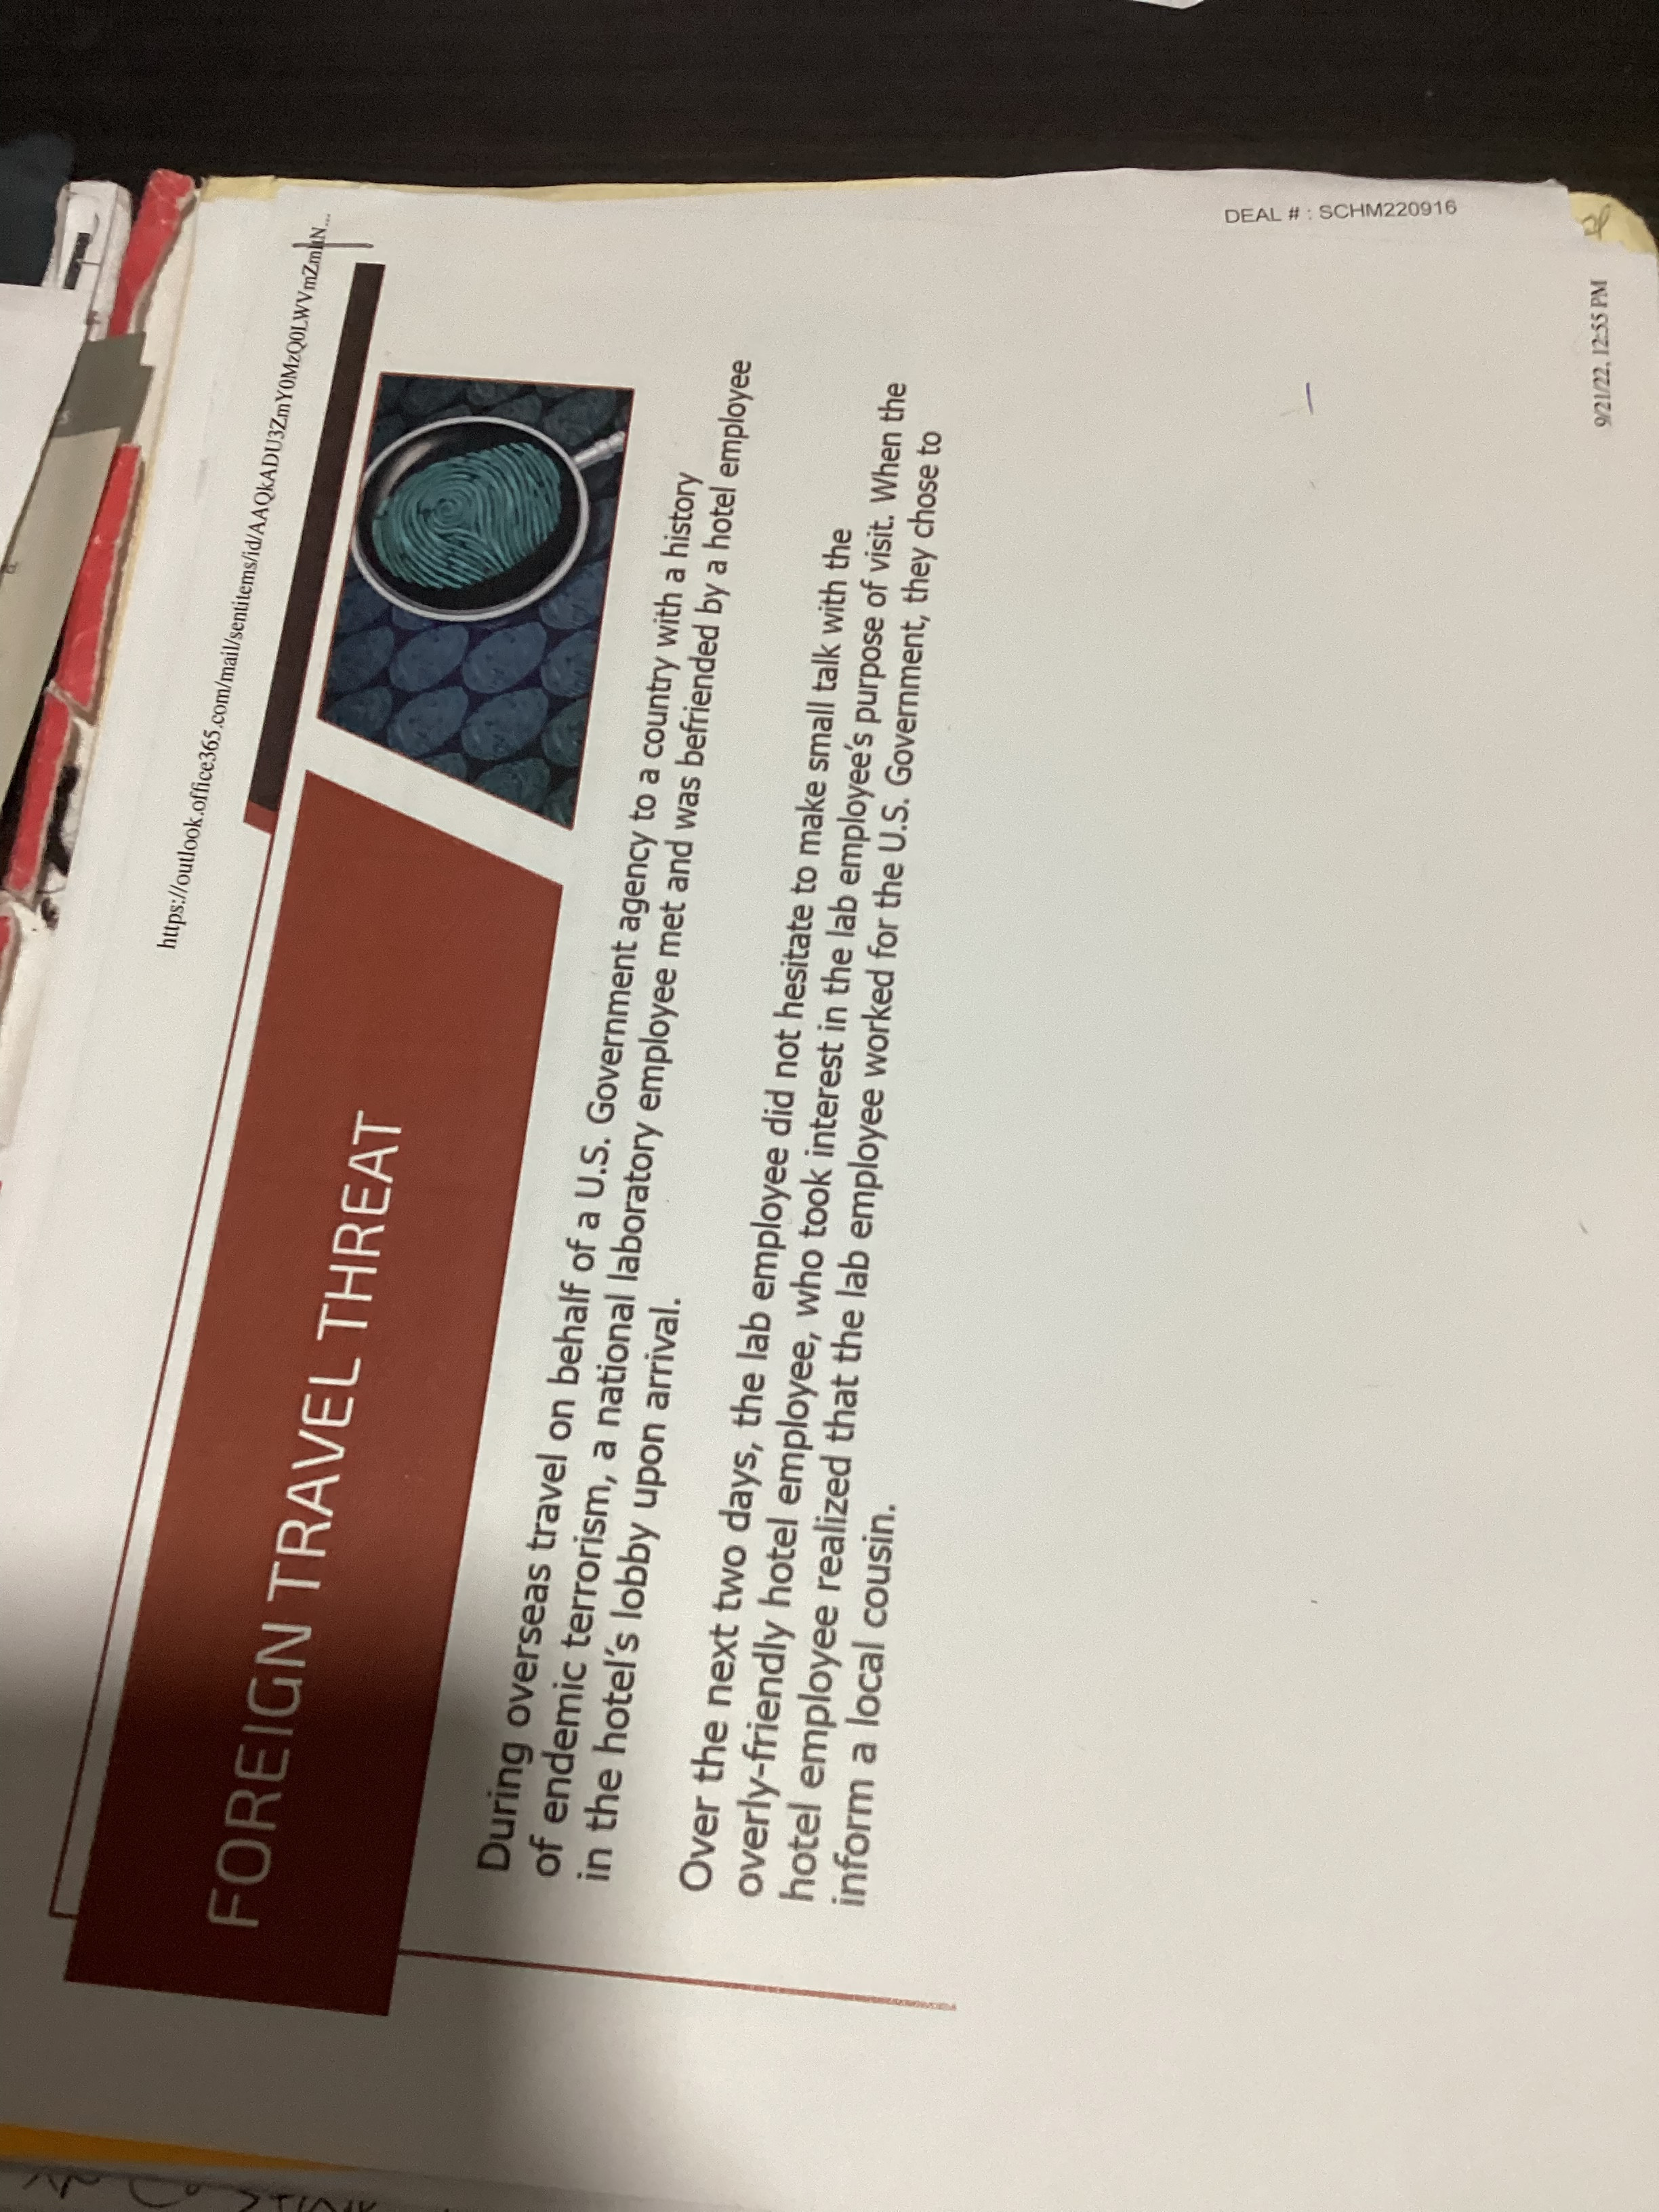 https://outlook.office365.com/mail/sentitems/id/AAQkADU3ZmY0MzQ0LWVmZmItN...
FOREIGN TRAVEL THREAT
During overseas travel on behalf of a U.S. Government agency to a country with a history
of endemic terrorism, a national laboratory employee met and was befriended by a hotel employee
in the hotel's lobby upon arrival.
Over the next two days, the lab employee did not hesitate to make small talk with the
overly-friendly hotel employee, who took interest in the lab employee's purpose of visit. When the
hotel employee realized that the lab employee worked for the U.S. Government, they chose to
inform a local cousin.
DEAL # : SCHM220916
9/21/22, 12:55 PM